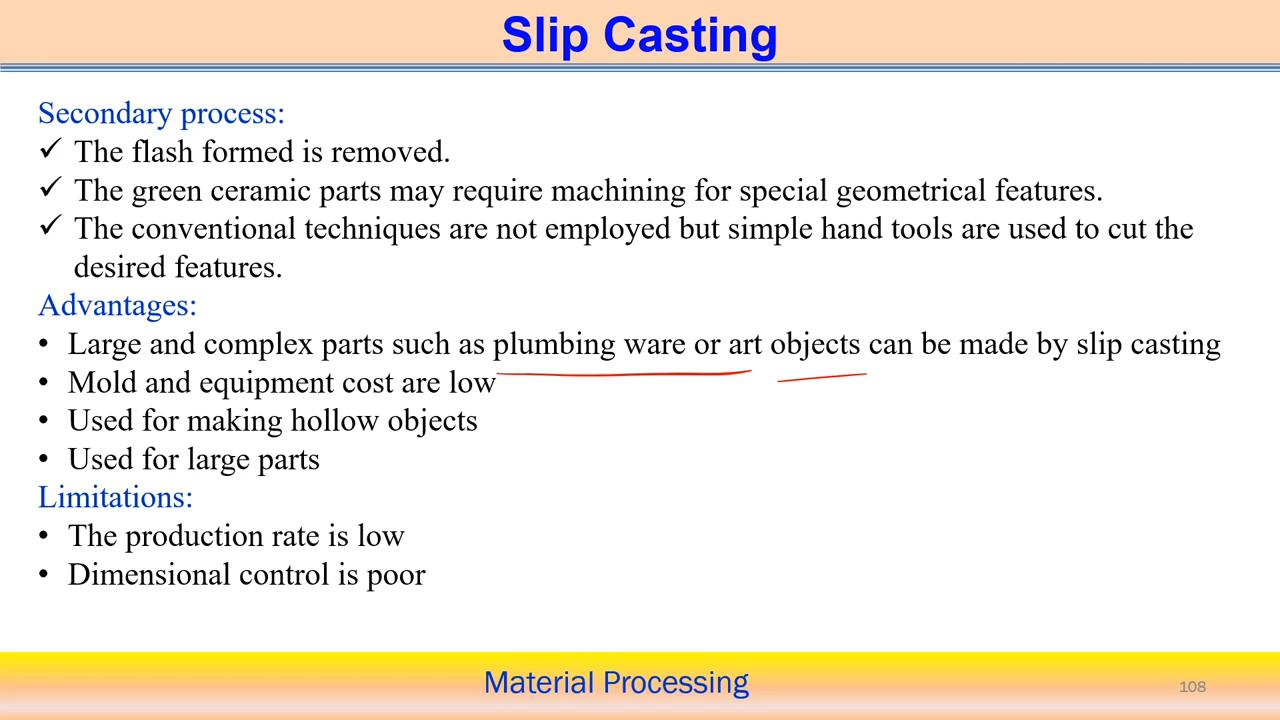 Slip Casting
Secondary process:
✓ The flash formed is removed.
✓ The green ceramic parts may require machining for special geometrical features.
✓ The conventional techniques are not employed but simple hand tools are used to cut the
desired features.
Advantages:
• Large and complex parts such as plumbing ware or art objects can be made by slip casting
• Mold and equipment cost are low
• Used for making hollow objects
• Used for large parts
Limitations:
• The production rate is low
• Dimensional control is poor
Material Processing
108